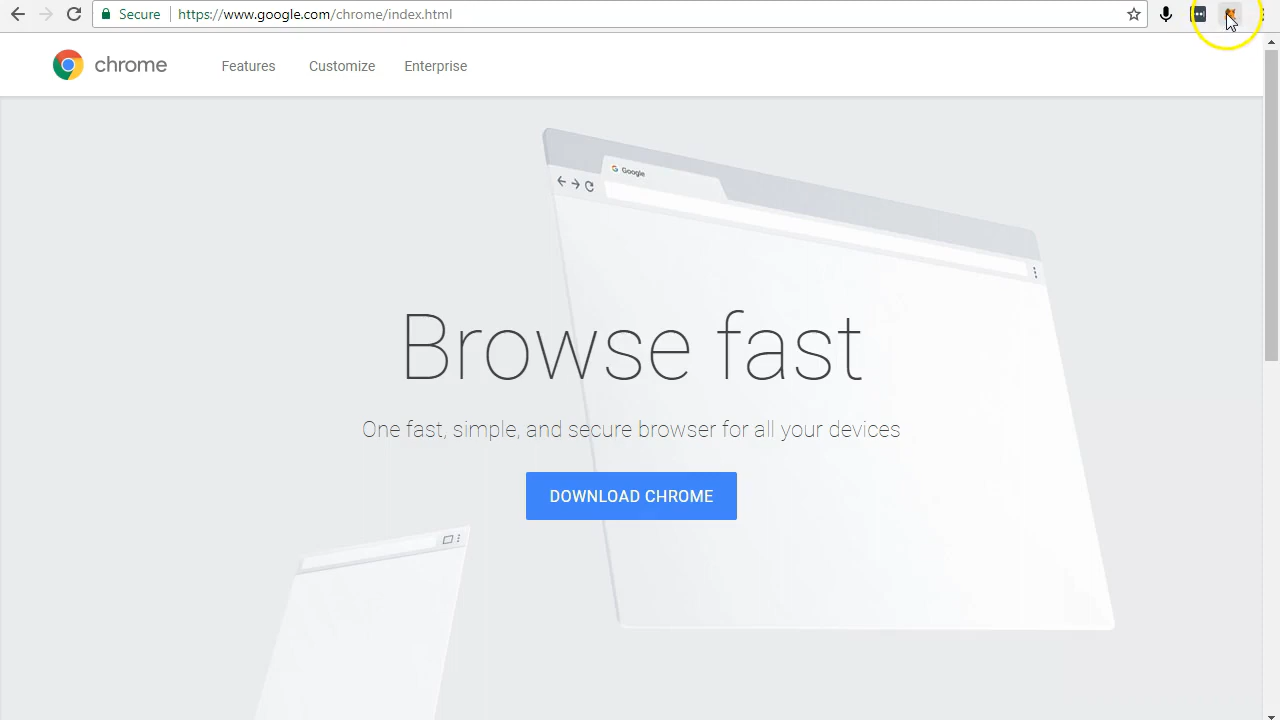 Secure https://www.google.com/chrome/index.html
chrome Features Customize Enterprise
Google
Browse fast
One fast, simple, and secure browser for all your devices
DOWNLOAD CHROME